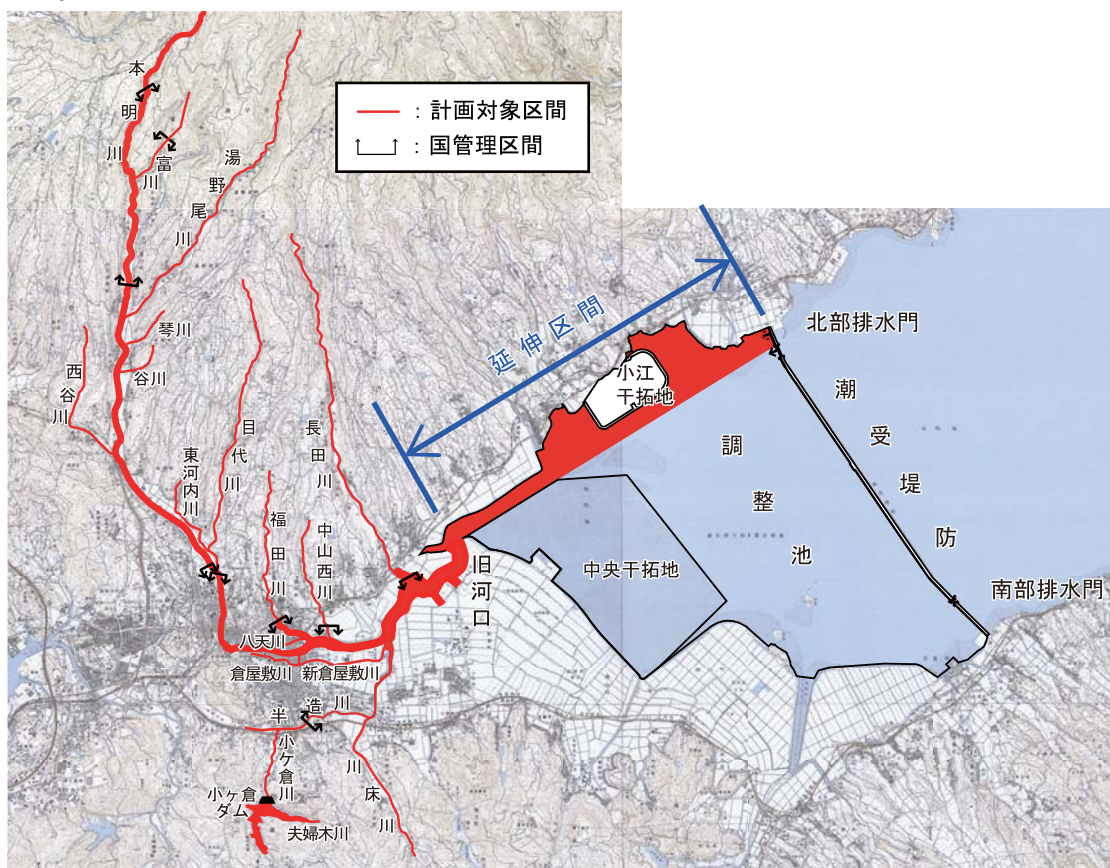 ── : 計画対象区間
: 国管理区間
本明川
富川
湯野尾川
琴川
谷川
西谷川
東河内川
目代川
福田川
中山西川
長田川
延伸区間
小江
干拓地
北部排水門
潮受堤防
調整池
中央干拓地
南部排水門
旧河口
八天川
倉屋敷川
新倉屋敷川
半造川
小ケ倉川
小ヶ倉
ダム
夫婦木川
川床川